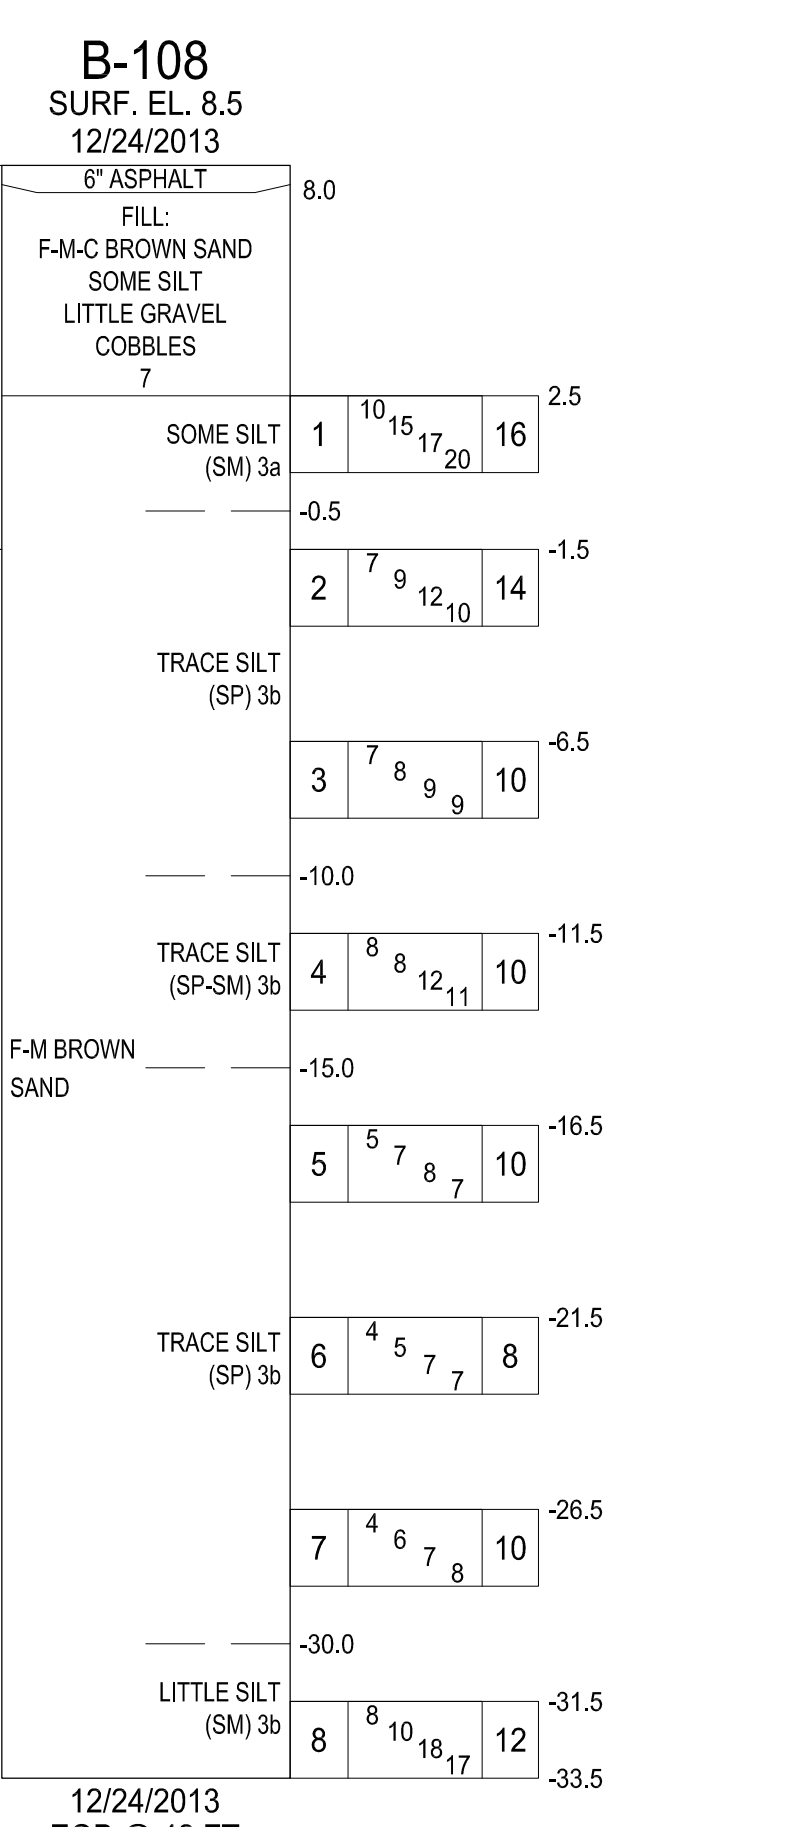 B-108
SURF. EL. 8.5
12/24/2013
6" ASPHALT
8.0
FILL:
F-M-C BROWN SAND
SOME SILT
LITTLE GRAVEL
COBBLES
7
2.5
SOME SILT
(SM) 3a
1 10 15 17 20 16
-0.5
-1.5
2 7 9 12 10 14
TRACE SILT
(SP) 3b
-6.5
3 7 8 9 9 10
-10.0
-11.5
TRACE SILT
(SP-SM) 3b
4 8 8 12 11 10
F-M BROWN
SAND
-15.0
-16.5
5 5 7 8 7 10
-21.5
TRACE SILT
(SP) 3b
6 4 5 7 7 8
-26.5
7 4 6 7 8 10
-30.0
-31.5
LITTLE SILT
(SM) 3b
8 8 10 18 17 12
-33.5
12/24/2013